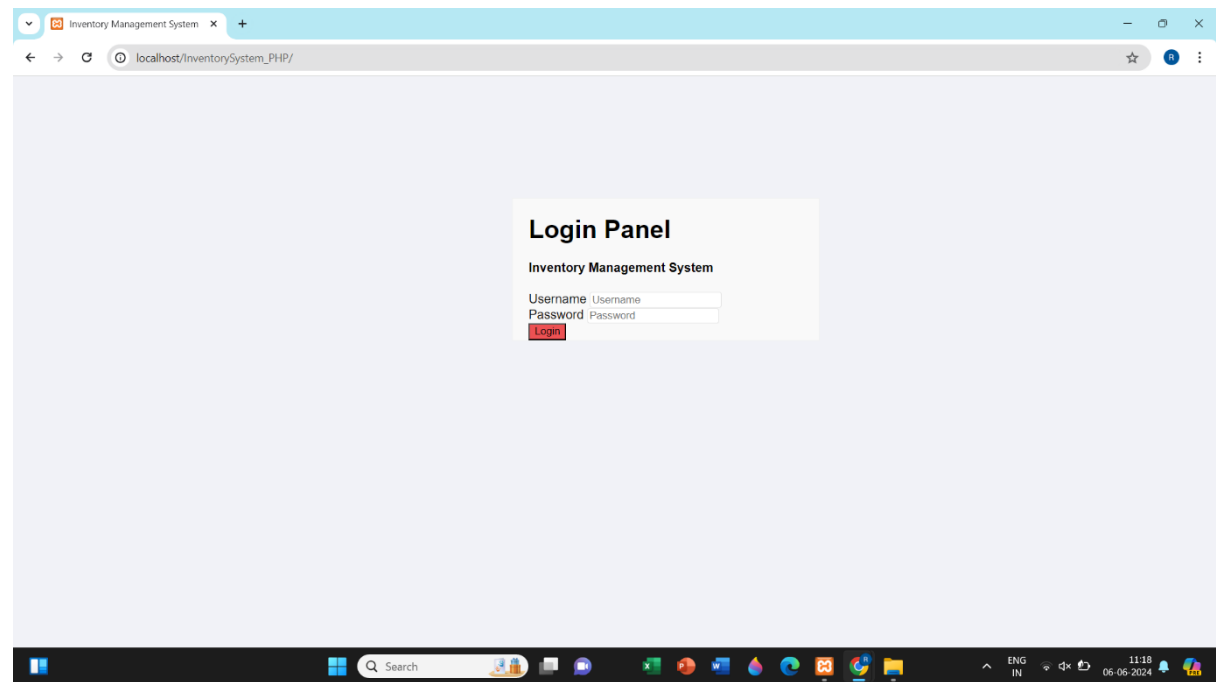 Inventory Management System
localhost/InventorySystem_PHP/
R
Login Panel
Inventory Management System
Username Username
Password Password
Login
Search
ENG
IN
11:18
06-06-2024